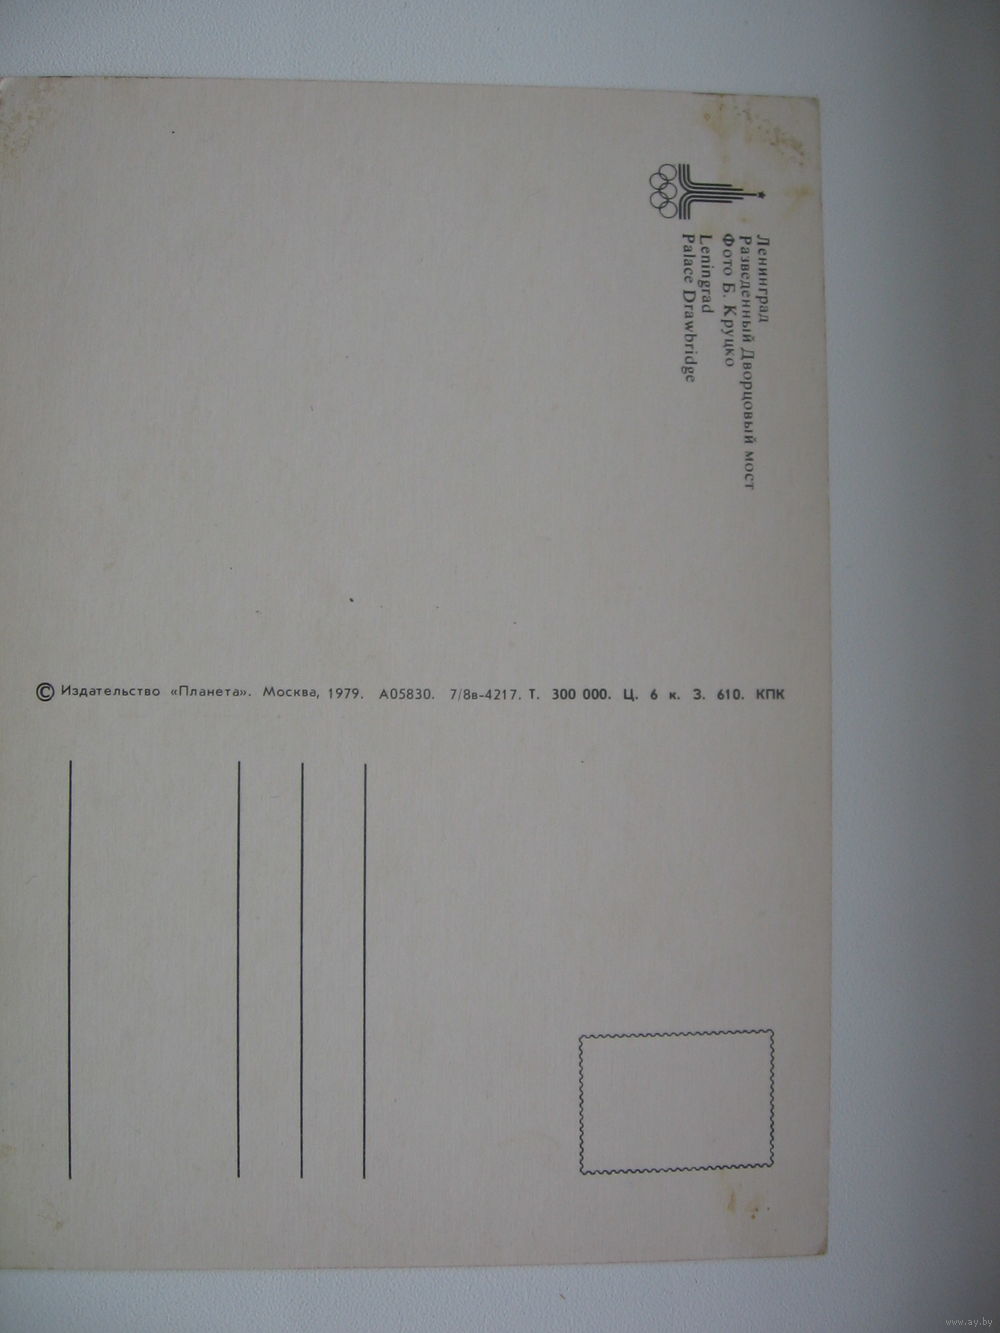 Ленинград
Разведенный Дворцовый мост
Фото Б. Круцко
Leningrad
Palace Drawbridge
© Издательство «Планета». Москва, 1979. А05830. 7/8в-4217. Т. 300 000. Ц. 6 к. З. 610. КПК
www.ay.by